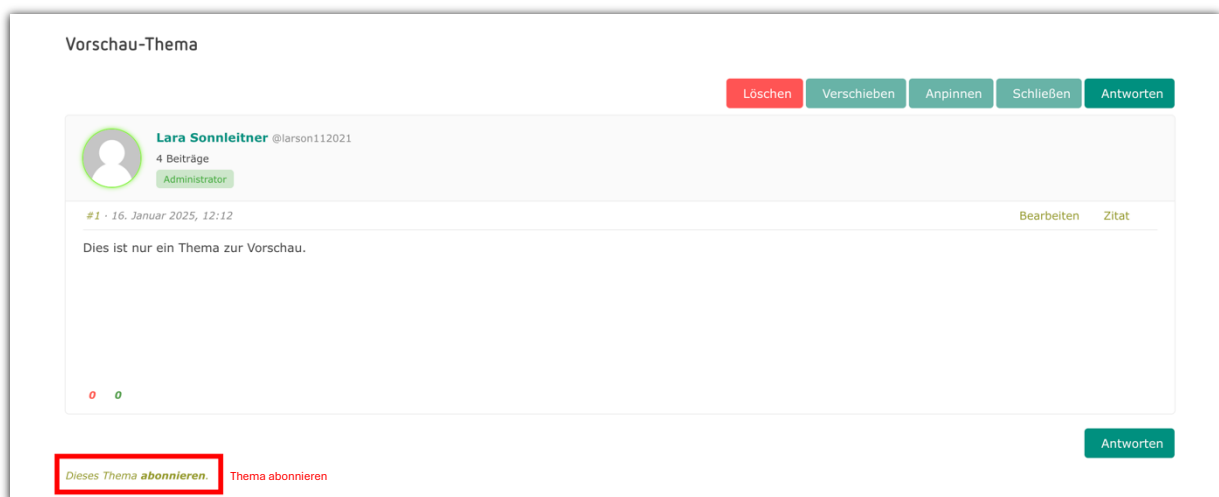 Vorschau-Thema
Löschen Verschieben Anpinnen Schließen Antworten
Lara Sonnleitner @larson112021
4 Beiträge
Administrator
#1 · 16. Januar 2025, 12:12 Bearbeiten Zitat
Dies ist nur ein Thema zur Vorschau.
0 0
Antworten
Dieses Thema abonnieren. Thema abonnieren